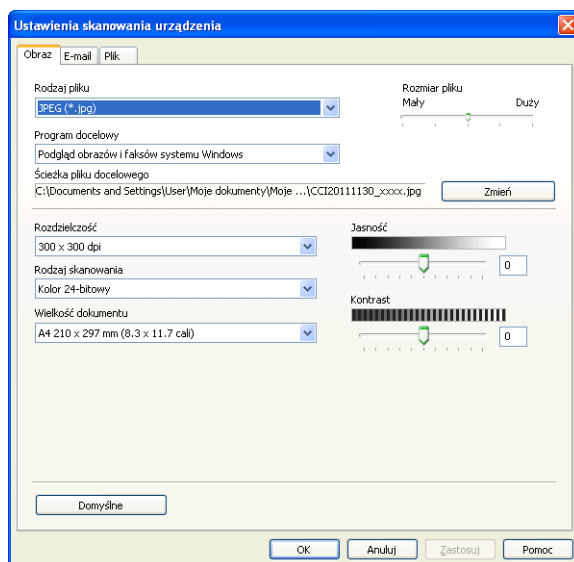 Ustawienia skanowania urządzenia
Obraz E-mail Plik
Rodzaj pliku
JPEG (*.jpg)
Rozmiar pliku
Mały Duży
Program docelowy
Podgląd obrazów i faksów systemu Windows
Ścieżka pliku docelowego
C:\Documents and Settings\User\Moje dokumenty\Moje ...\CCI20111130_xxxx.jpg
Zmień
Rozdzielczość
300 x 300 dpi
Rodzaj skanowania
Kolor 24-bitowy
Wielkość dokumentu
A4 210 x 297 mm (8.3 x 11.7 cali)
Jasność
0
Kontrast
0
Domyślne
OK Anuluj Zastosuj Pomoc